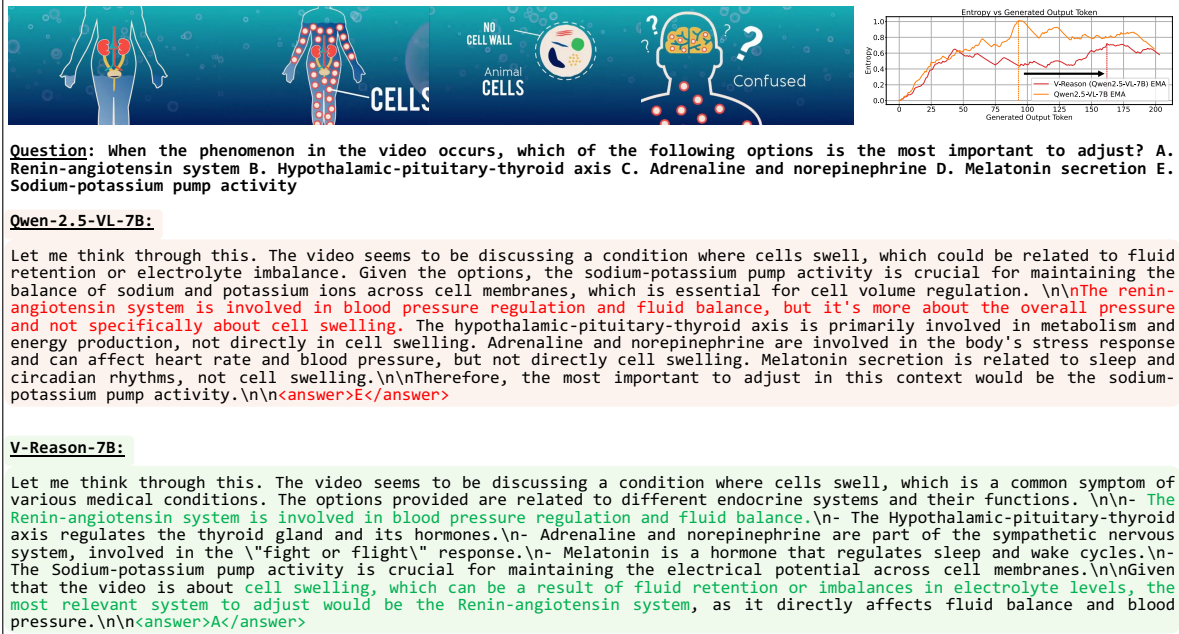 NO
CELL WALL
Animal
CELLS
CELLS
? ? ? ?
?
Confused
Entropy vs Generated Output Token
1.0
0.8
0.6
0.4
0.2
0.0
Entropy
0 25 50 75 100 125 150 175 200
Generated Output Token
V-Reason (Qwen2.5-VL-7B) EMA
Qwen2.5-VL-7B EMA
Question: When the phenomenon in the video occurs, which of the following options is the most important to adjust? A.
Renin-angiotensin system B. Hypothalamic-pituitary-thyroid axis C. Adrenaline and norepinephrine D. Melatonin secretion E.
Sodium-potassium pump activity
Qwen-2.5-VL-7B:
Let me think through this. The video seems to be discussing a condition where cells swell, which could be related to fluid
retention or electrolyte imbalance. Given the options, the sodium-potassium pump activity is crucial for maintaining the
balance of sodium and potassium ions across cell membranes, which is essential for cell volume regulation. \n\nThe renin-
angiotensin system is involved in blood pressure regulation and fluid balance, but it's more about the overall pressure
and not specifically about cell swelling. The hypothalamic-pituitary-thyroid axis is primarily involved in metabolism and
energy production, not directly in cell swelling. Adrenaline and norepinephrine are involved in the body's stress response
and can affect heart rate and blood pressure, but not directly cell swelling. Melatonin secretion is related to sleep and
circadian rhythms, not cell swelling.\n\nTherefore, the most important to adjust in this context would be the sodium-
potassium pump activity.\n\n<answer>E</answer>
V-Reason-7B:
Let me think through this. The video seems to be discussing a condition where cells swell, which is a common symptom of
various medical conditions. The options provided are related to different endocrine systems and their functions. \n\n- The
Renin-angiotensin system is involved in blood pressure regulation and fluid balance.\n- The Hypothalamic-pituitary-thyroid
axis regulates the thyroid gland and its hormones.\n- Adrenaline and norepinephrine are part of the sympathetic nervous
system, involved in the \"fight or flight\" response.\n- Melatonin is a hormone that regulates sleep and wake cycles.\n-
The Sodium-potassium pump activity is crucial for maintaining the electrical potential across cell membranes.\n\nGiven
that the video is about cell swelling, which can be a result of fluid retention or imbalances in electrolyte levels, the
most relevant system to adjust would be the Renin-angiotensin system, as it directly affects fluid balance and blood
pressure.\n\n<answer>A</answer>